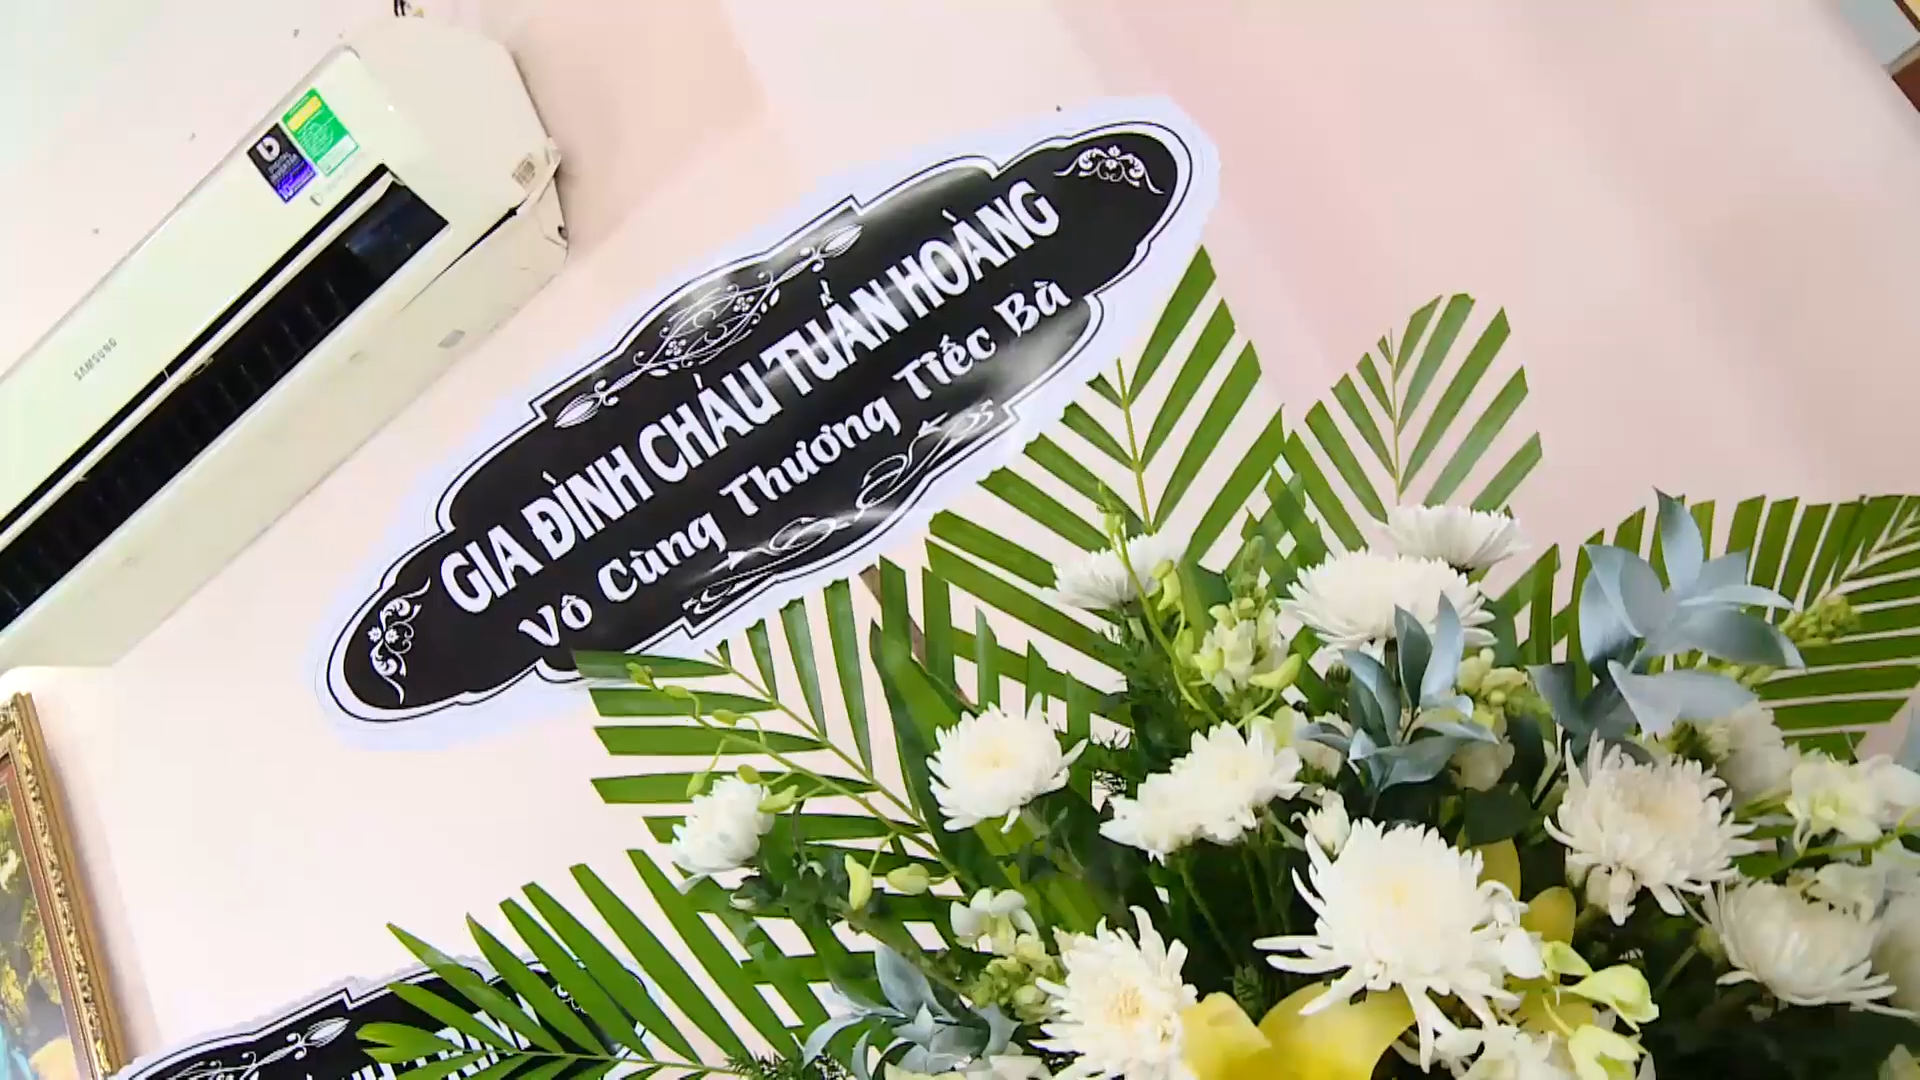 SAMSUNG
GIA ĐÌNH CHÁU TUẤN HOÀNG
Vô Cùng Thương Tiếc Bà